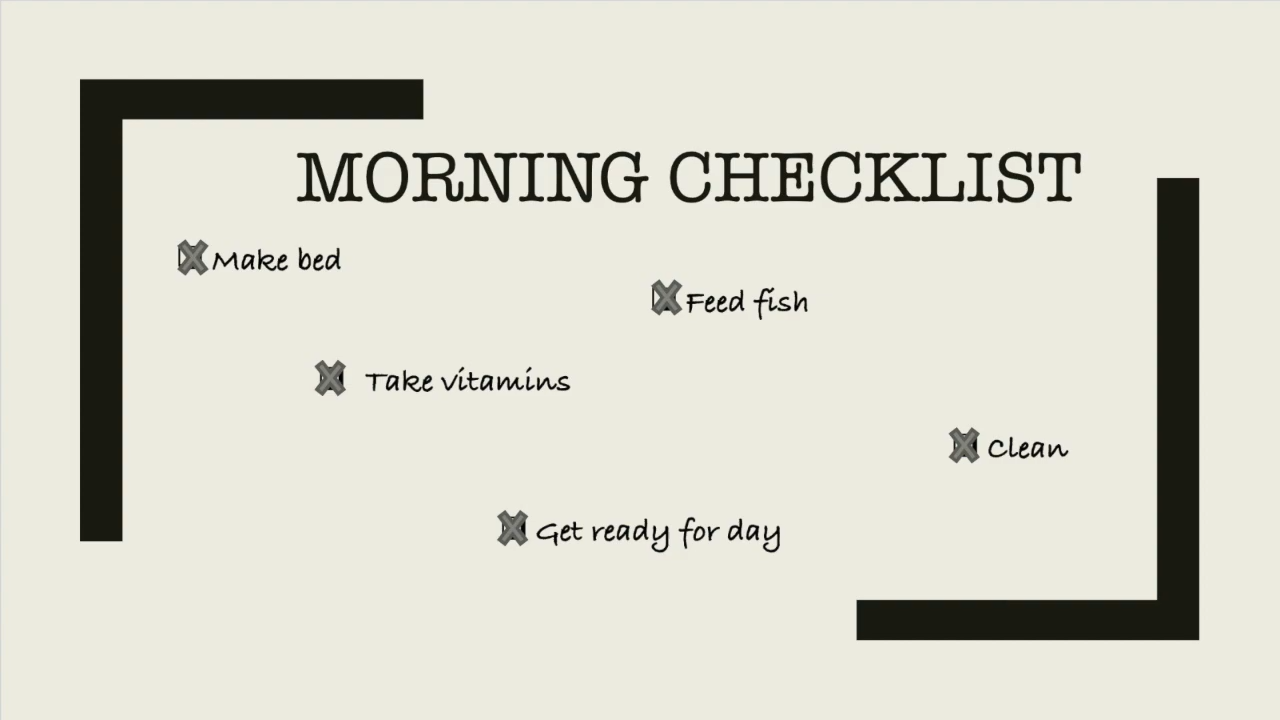 MORNING CHECKLIST
Make bed
Feed fish
Take vitamins
Clean
Get ready for day